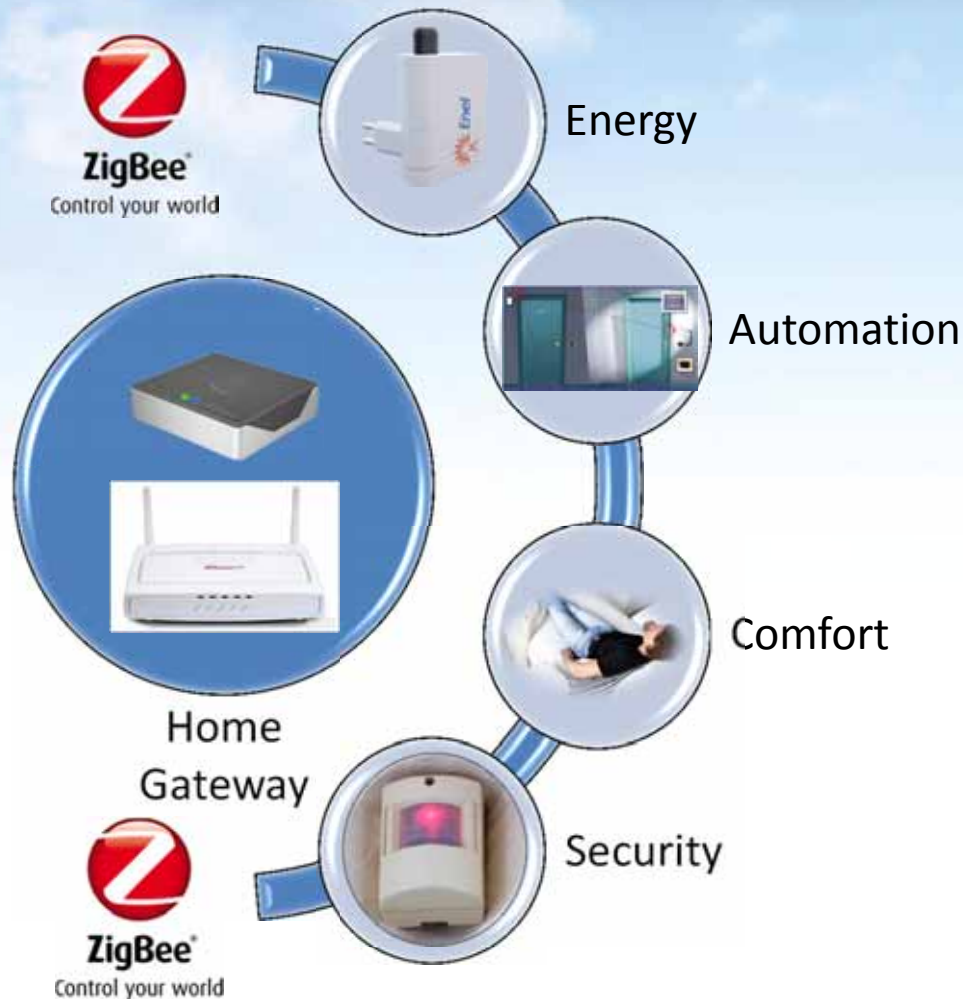 ZigBee®
Control your world
Enel
Energy
Automation
Comfort
Home
Gateway
Security
ZigBee®
Control your world